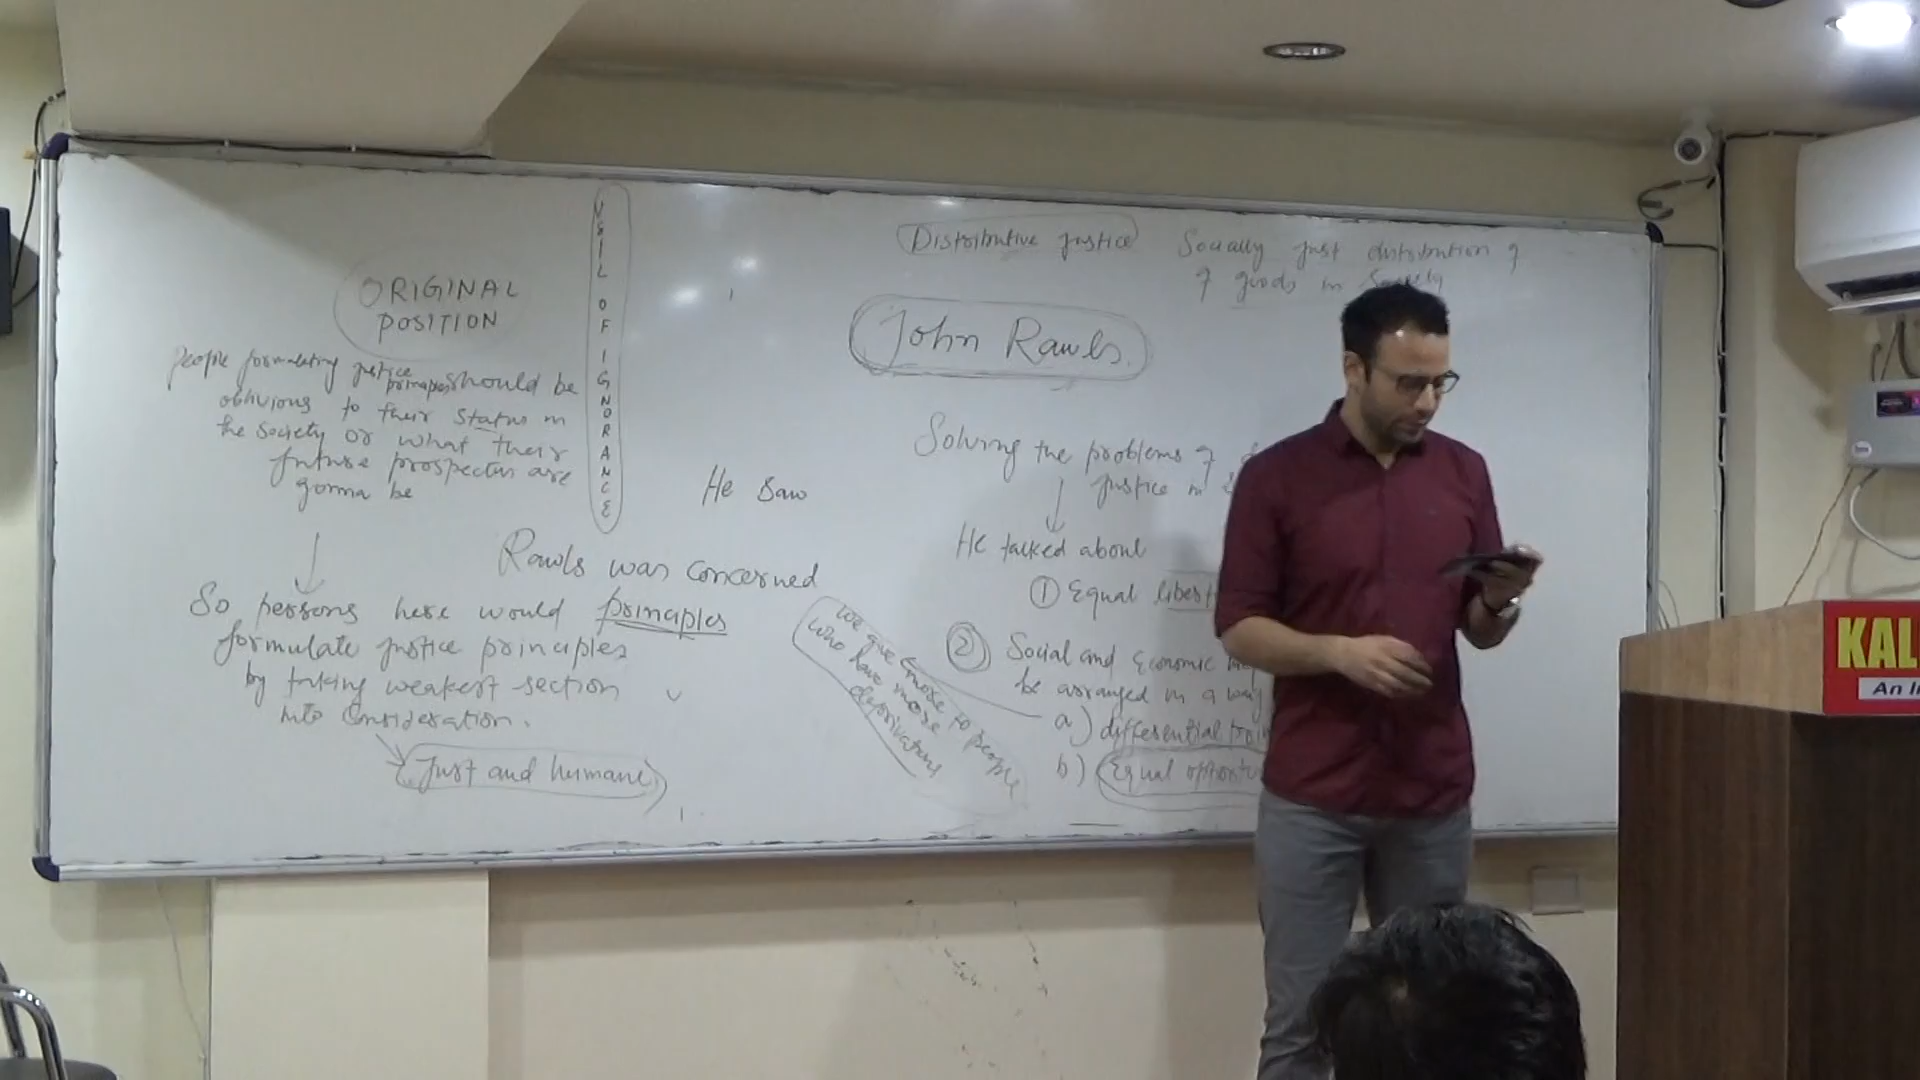 ORIGINAL
POSITION
People formulating justice
principles should be
oblivious to their status in
the society or what their
future prospectus are
gonna be
So persons here would
formulate justice principles
by taking weakest section
into consideration.
Just and humane
VEIL OF IGNORANCE
He saw
Rawls was concerned
principles
Distributive justice
Socially just distribution of
of goods in Society
John Rawls
Solving the problems of
justice in
He talked about
① Equal
② Social and Economic
be arranged in a way
a) differential
b) Equal
we give more to people
who have more
deprivations
KAL
An I